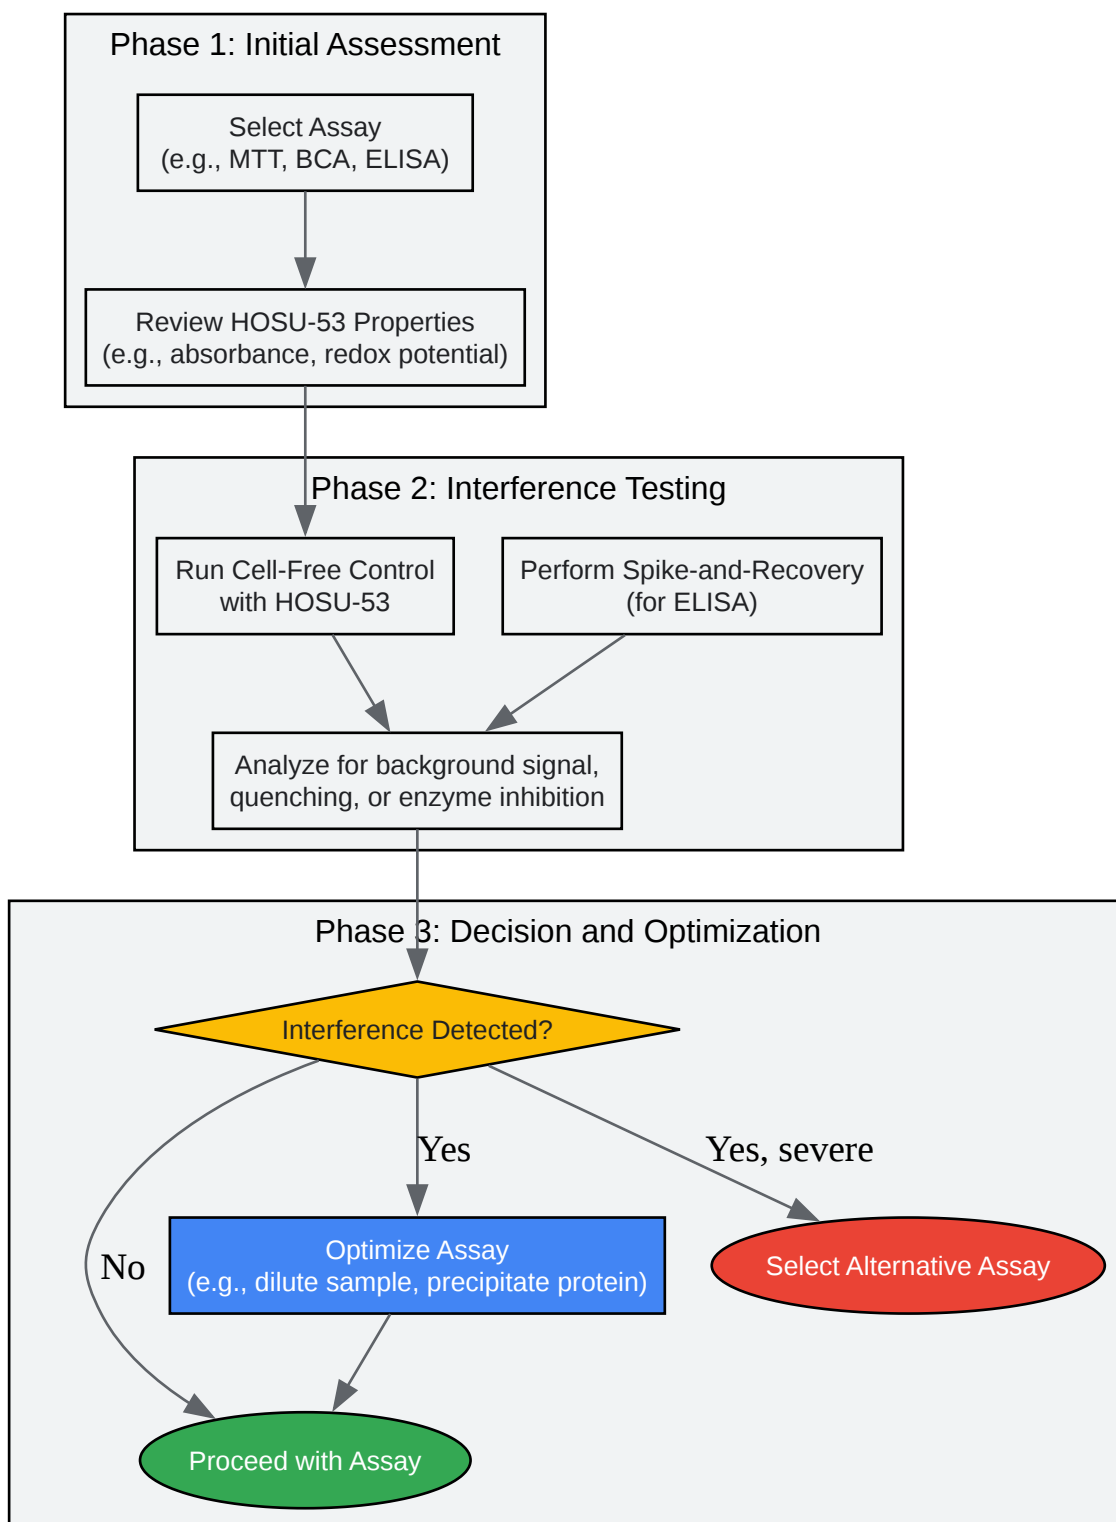 Phase 1: Initial Assessment
Select Assay
(e.g., MTT, BCA, ELISA)
Review HOSU-53 Properties
(e.g., absorbance, redox potential)
Phase 2: Interference Testing
Run Cell-Free Control
with HOSU-53
Perform Spike-and-Recovery
(for ELISA)
Analyze for background signal,
quenching, or enzyme inhibition
Phase 3: Decision and Optimization
Interference Detected?
Yes
Yes, severe
No
Optimize Assay
(e.g., dilute sample, precipitate protein)
Select Alternative Assay
Proceed with Assay